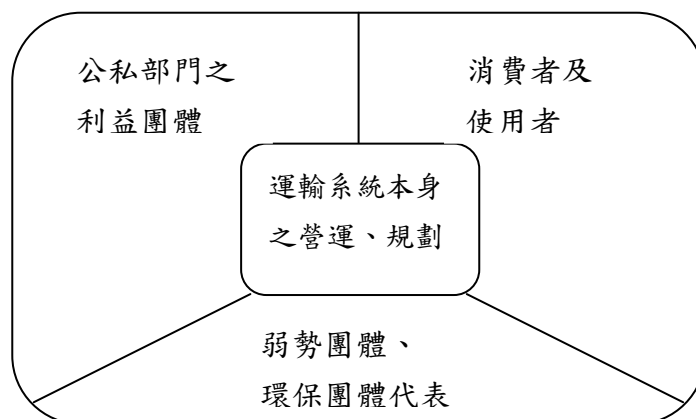 公私部門之
利益團體
消費者及
使用者
運輸系統本身
之營運、規劃
弱勢團體、
環保團體代表